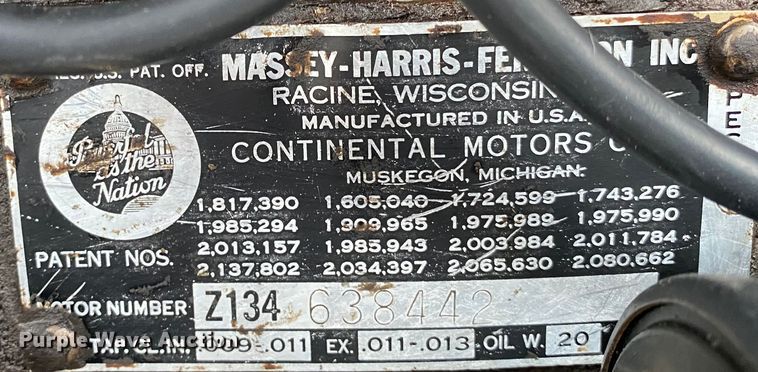 REG. U.S. PAT. OFF. MASSEY-HARRIS-FE ON INC
RACINE, WISCONSIN
MANUFACTURED IN U.S.A.
CONTINENTAL MOTORS
MUSKEGON, MICHIGAN.
Powerful
as the
Nation
1,817,390 1,605,040 1,724,599 1,743,276
1,985,294 1,909,965 1,975,989 1,975,990
PATENT NOS. 2,013,157 1,985,943 2,003,984 2,011,784
2,137,802 2,034,397 2,065,630 2,080,662
MOTOR NUMBER Z134 638442
TAP. CL. IN. .009-.011 EX. .011-.013 OIL W. 20
Purple Wave Auction